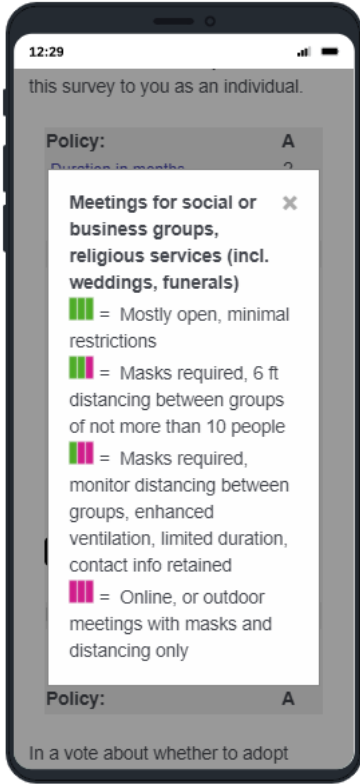 12:29
this survey to you as an individual.
Policy: A
Duration in months
Meetings for social or ×
business groups,
religious services (incl.
weddings, funerals)
= Mostly open, minimal
restrictions
= Masks required, 6 ft
distancing between groups
of not more than 10 people
= Masks required,
monitor distancing between
groups, enhanced
ventilation, limited duration,
contact info retained
= Online, or outdoor
meetings with masks and
distancing only
Policy: A
In a vote about whether to adopt